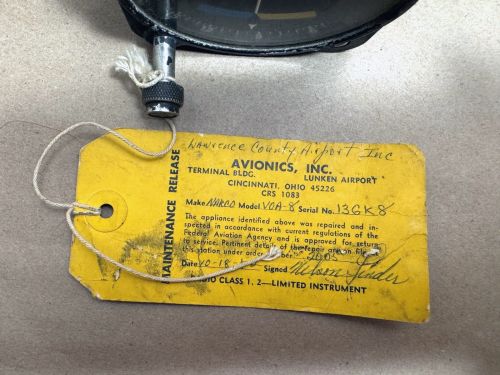 Lawrence County Airport Inc
MAINTENANCE RELEASE
AVIONICS, INC.
TERMINAL BLDG. LUNKEN AIRPORT
CINCINNATI, OHIO 45226
CRS 1083
Make NARCO Model VOA-8 Serial No. 13GK8
The appliance identified above was repaired and in-
spected in accordance with current regulations of the
Federal Aviation Agency and is approved for return
to service. Pertinent details of the repair are on file at
this station under order number
Date 10-18 Signed Nelson
CLASS 1, 2—LIMITED INSTRUMENT